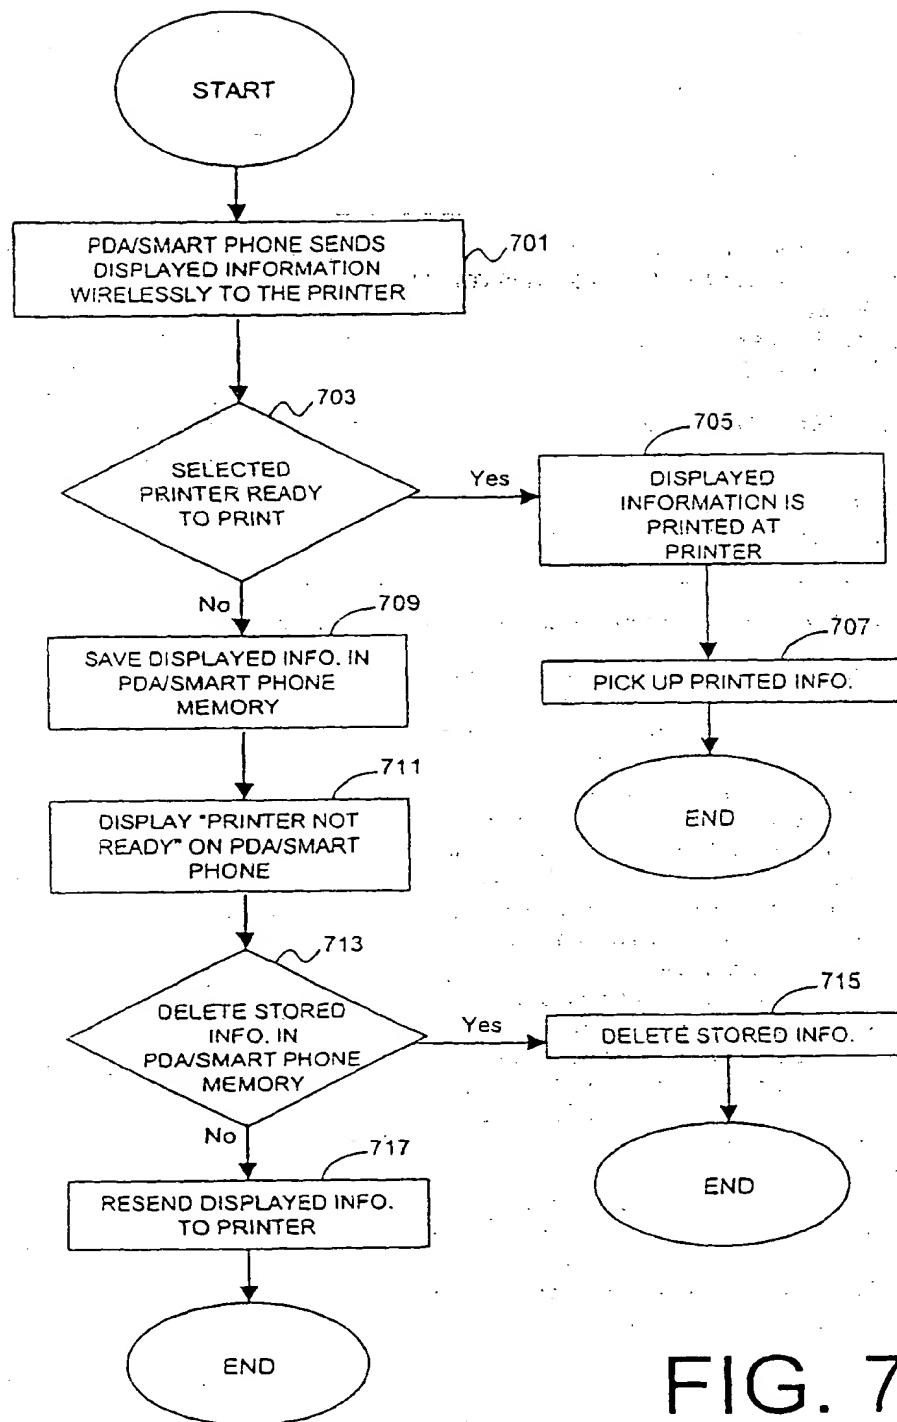 START
PDA/SMART PHONE SENDS
DISPLAYED INFORMATION
WIRELESSLY TO THE PRINTER
701
703
SELECTED
PRINTER READY
TO PRINT
Yes
705
DISPLAYED
INFORMATION IS
PRINTED AT
PRINTER
No
709
SAVE DISPLAYED INFO. IN
PDA/SMART PHONE
MEMORY
707
PICK UP PRINTED INFO.
END
711
DISPLAY "PRINTER NOT
READY" ON PDA/SMART
PHONE
713
DELETE STORED
INFO. IN
PDA/SMART PHONE
MEMORY
Yes
715
DELETE STORED INFO.
END
No
717
RESEND DISPLAYED INFO.
TO PRINTER
END
FIG. 7